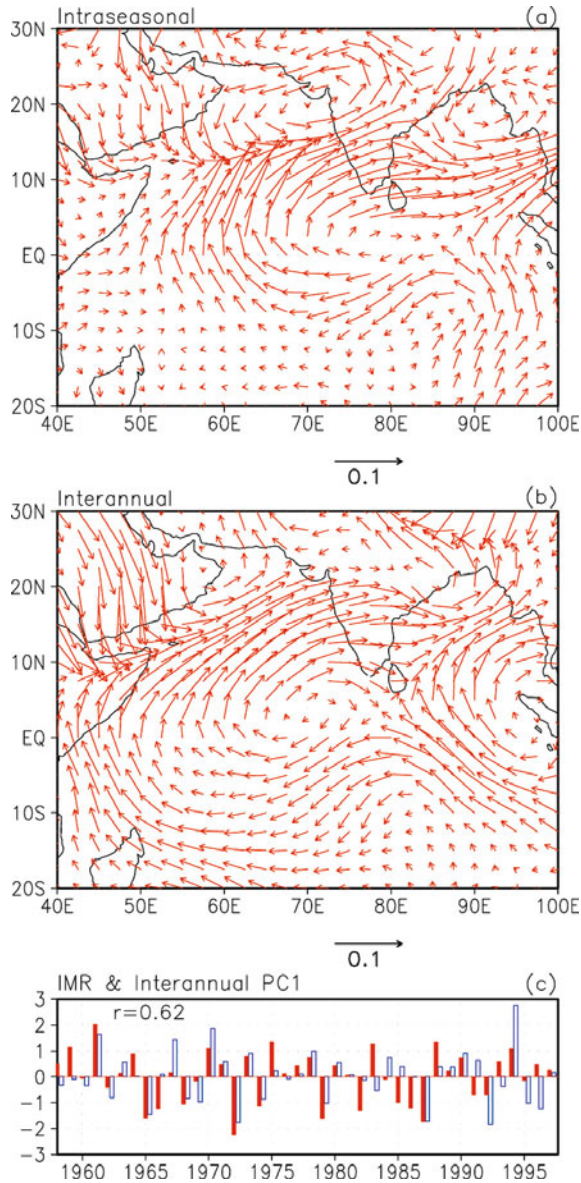 Intraseasonal (a)
30N
20N
10N
EQ
10S
20S
40E 50E 60E 70E 80E 90E 100E
0.1
Interannual (b)
30N
20N
10N
EQ
10S
20S
40E 50E 60E 70E 80E 90E 100E
0.1
IMR & Interannual PC1 (c)
r=0.62
3
2
1
0
-1
-2
-3
1960 1965 1970 1975 1980 1985 1990 1995